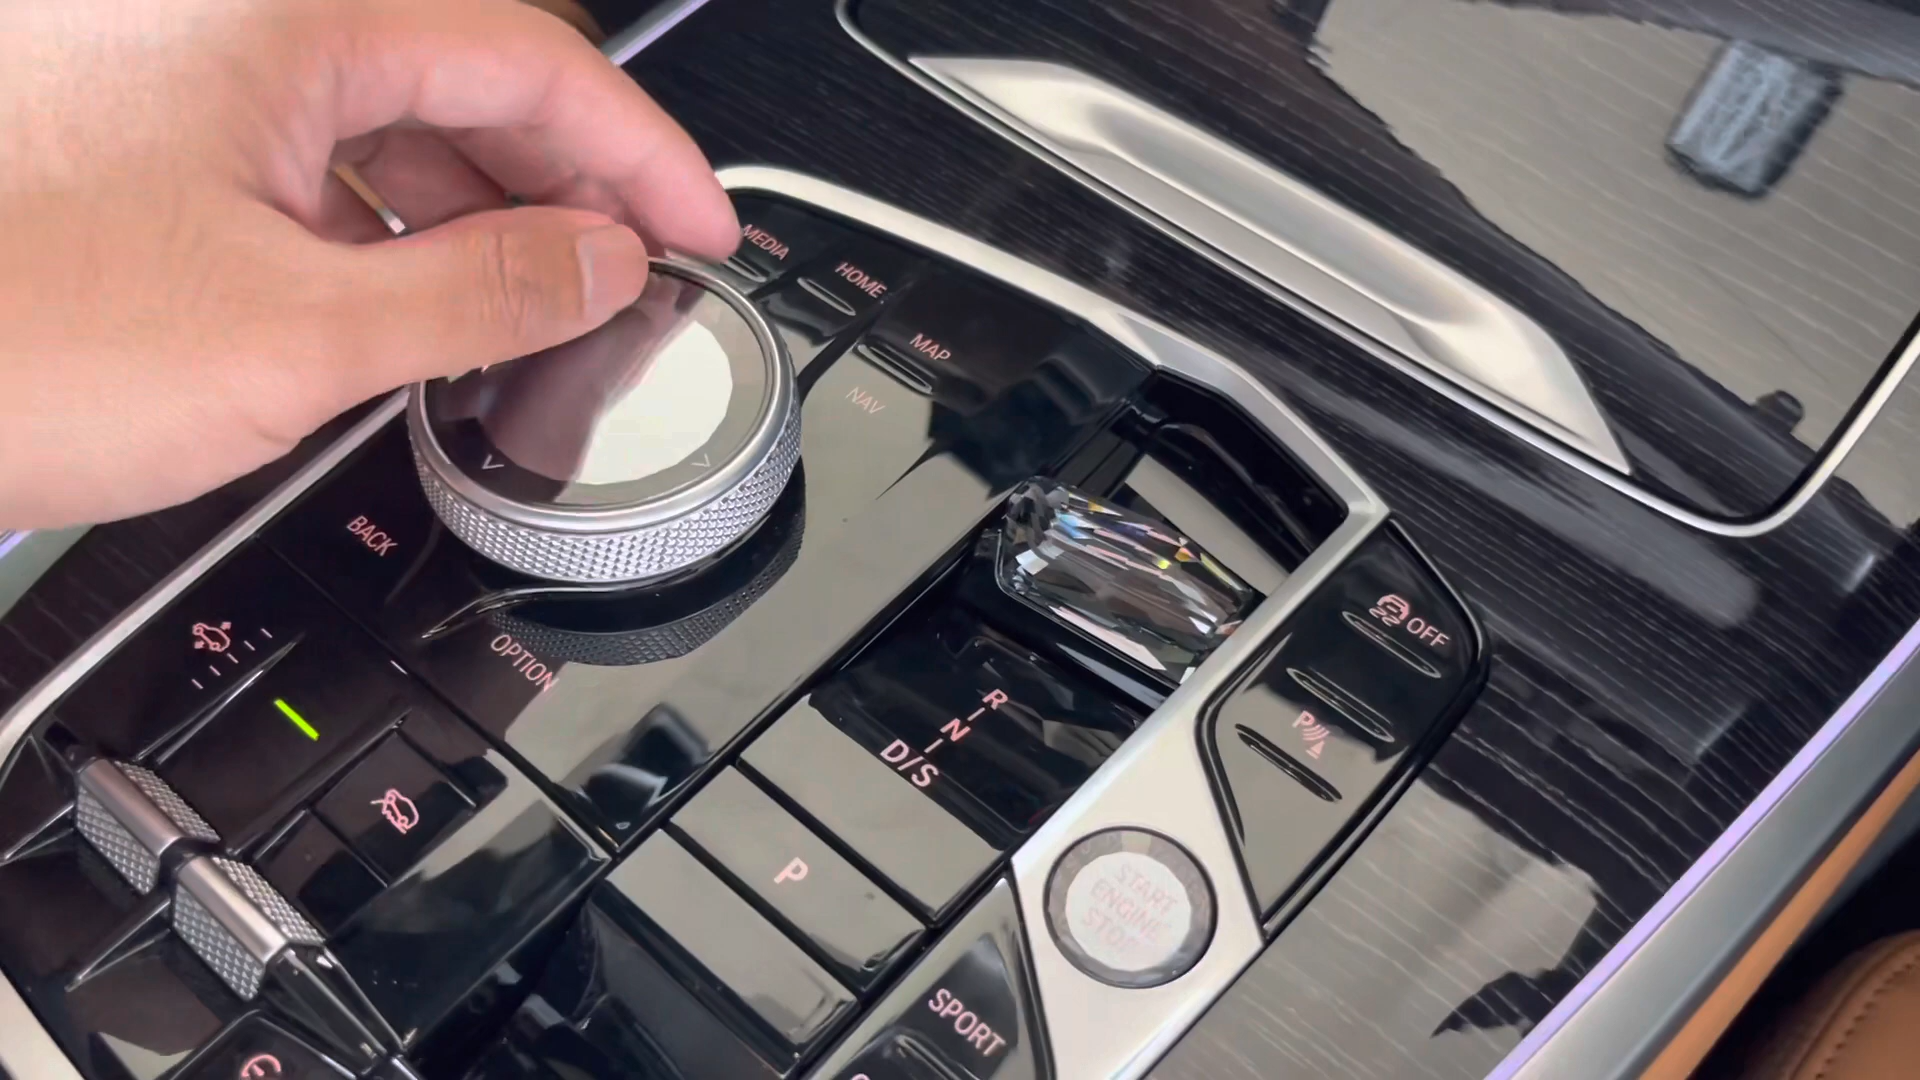 MEDIA
HOME
MAP
NAV
BACK
OPTION
OFF
R
N
D/S
P
P
START
ENGINE
STOP
SPORT